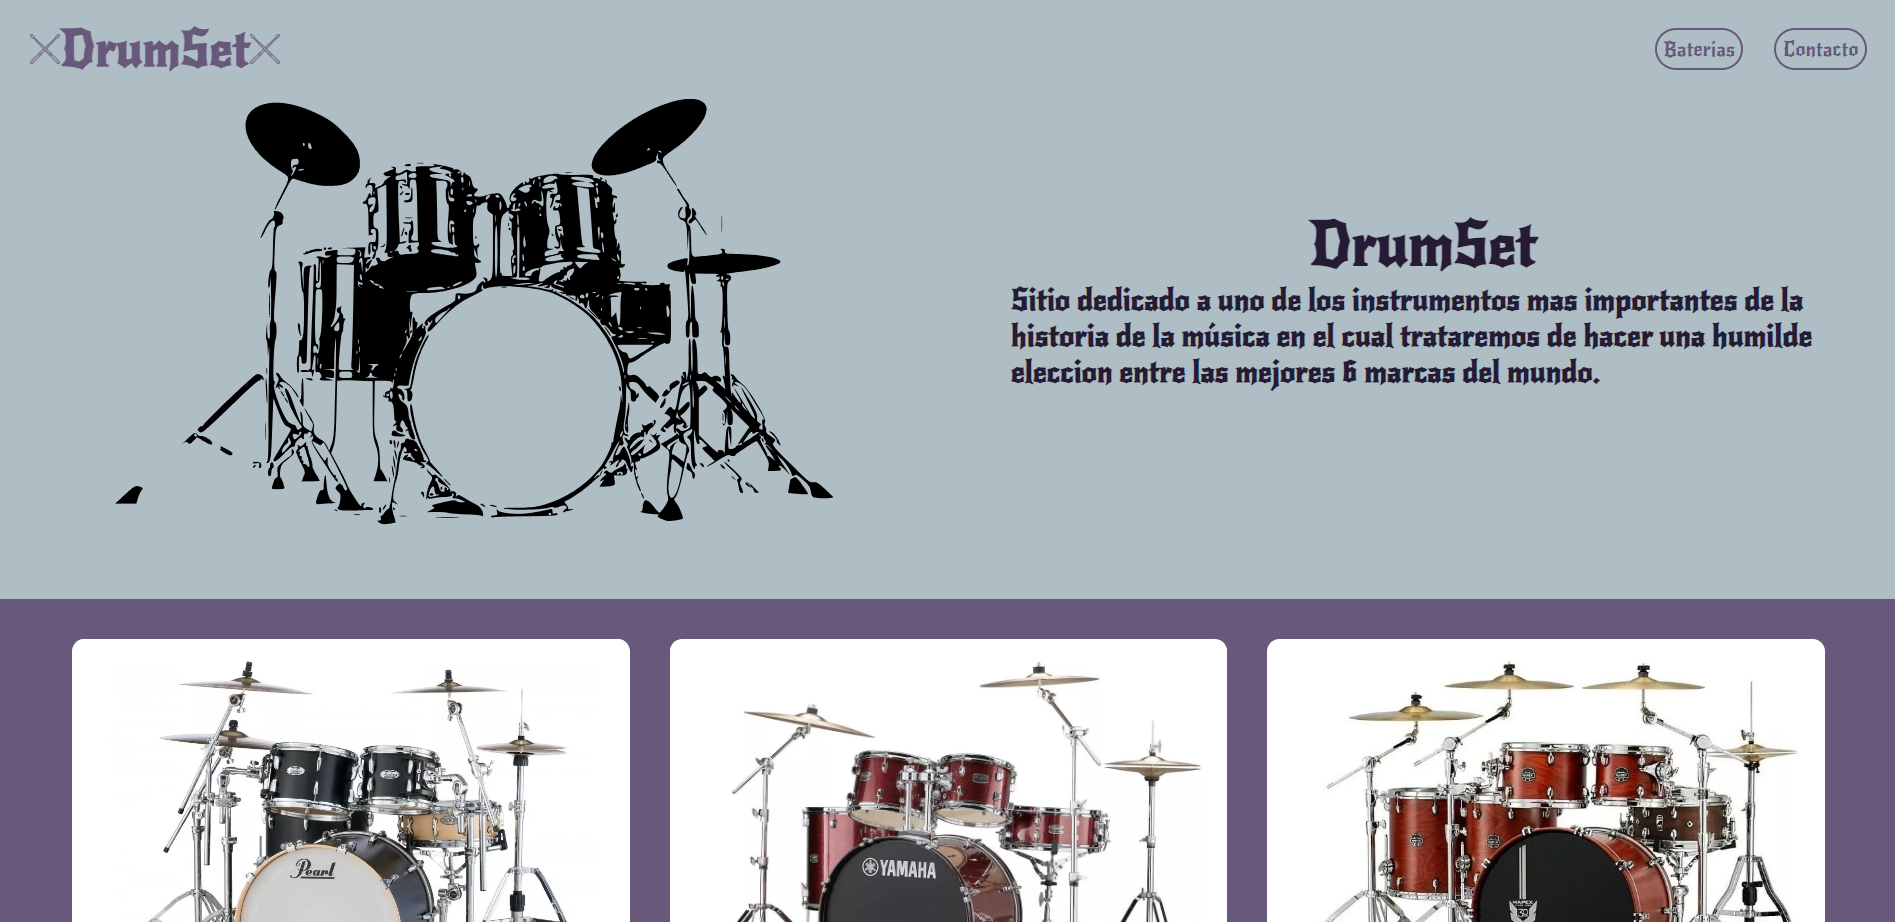 DrumSet
Baterías
Contacto
DrumSet
Sitio dedicado a uno de los instrumentos mas importantes de la
historia de la música en el cual trataremos de hacer una humilde
eleccion entre las mejores 6 marcas del mundo.
Pearl
YAMAHA
MAPEX
30